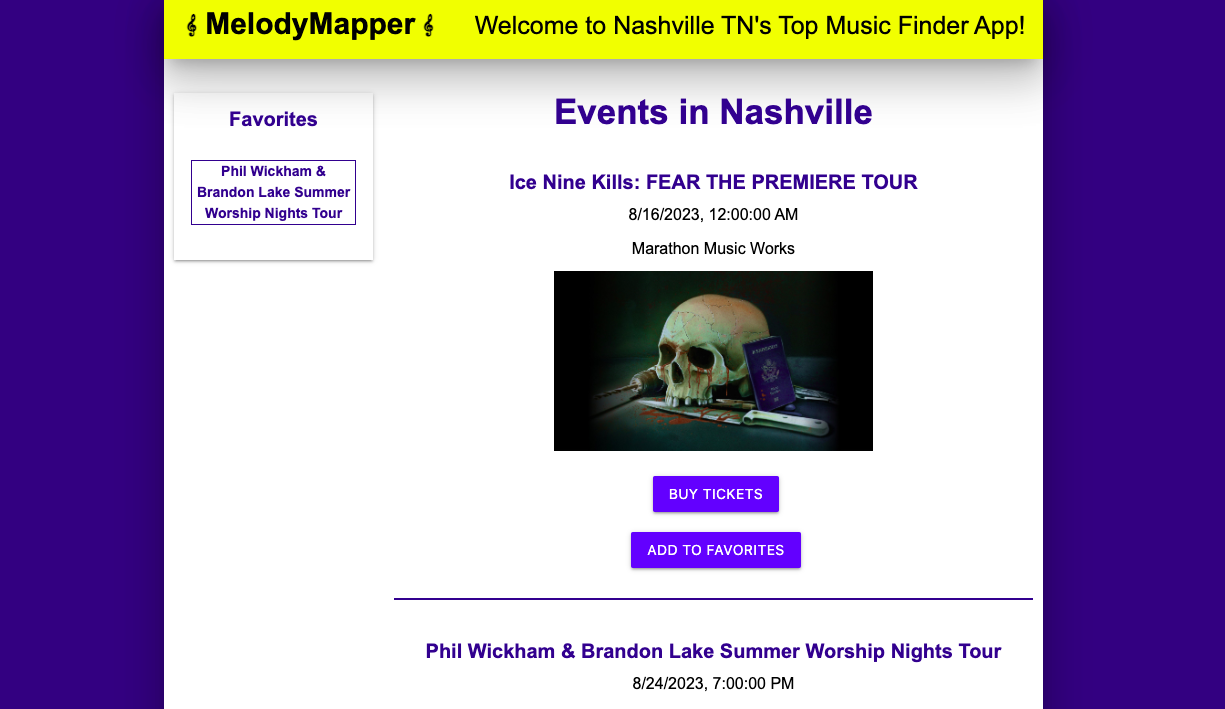 MelodyMapper
Welcome to Nashville TN's Top Music Finder App!
Favorites
Phil Wickham &
Brandon Lake Summer
Worship Nights Tour
Events in Nashville
Ice Nine Kills: FEAR THE PREMIERE TOUR
8/16/2023, 12:00:00 AM
Marathon Music Works
BUY TICKETS
ADD TO FAVORITES
Phil Wickham & Brandon Lake Summer Worship Nights Tour
8/24/2023, 7:00:00 PM